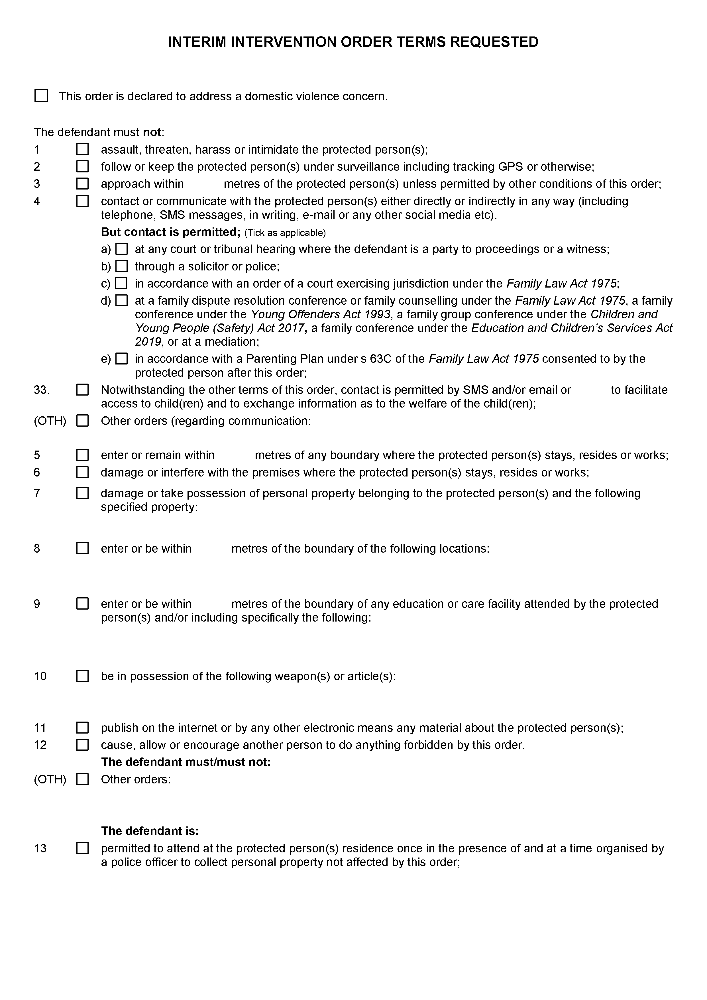 INTERIM INTERVENTION ORDER TERMS REQUESTED
This order is declared to address a domestic violence concern.
The defendant must not:
1 assault, threaten, harass or intimidate the protected person(s);
2 follow or keep the protected person(s) under surveillance including tracking GPS or otherwise;
3 approach within metres of the protected person(s) unless permitted by other conditions of this order;
4 contact or communicate with the protected person(s) either directly or indirectly in any way (including
telephone, SMS messages, in writing, e-mail or any other social media etc).
But contact is permitted; (Tick as applicable)
a) at any court or tribunal hearing where the defendant is a party to proceedings or a witness;
b) through a solicitor or police;
c) in accordance with an order of a court exercising jurisdiction under the Family Law Act 1975;
d) at a family dispute resolution conference or family counselling under the Family Law Act 1975, a family
conference under the Young Offenders Act 1993, a family group conference under the Children and
Young People (Safety) Act 2017, a family conference under the Education and Children’s Services Act
2019, or at a mediation;
e) in accordance with a Parenting Plan under s 63C of the Family Law Act 1975 consented to by the
protected person after this order;
33. Notwithstanding the other terms of this order, contact is permitted by SMS and/or email or to facilitate
access to child(ren) and to exchange information as to the welfare of the child(ren);
(OTH) Other orders (regarding communication:
5 enter or remain within metres of any boundary where the protected person(s) stays, resides or works;
6 damage or interfere with the premises where the protected person(s) stays, resides or works;
7 damage or take possession of personal property belonging to the protected person(s) and the following
specified property:
8 enter or be within metres of the boundary of the following locations:
9 enter or be within metres of the boundary of any education or care facility attended by the protected
person(s) and/or including specifically the following:
10 be in possession of the following weapon(s) or article(s):
11 publish on the internet or by any other electronic means any material about the protected person(s);
12 cause, allow or encourage another person to do anything forbidden by this order.
The defendant must/must not:
(OTH) Other orders:
The defendant is:
13 permitted to attend at the protected person(s) residence once in the presence of and at a time organised by
a police officer to collect personal property not affected by this order;